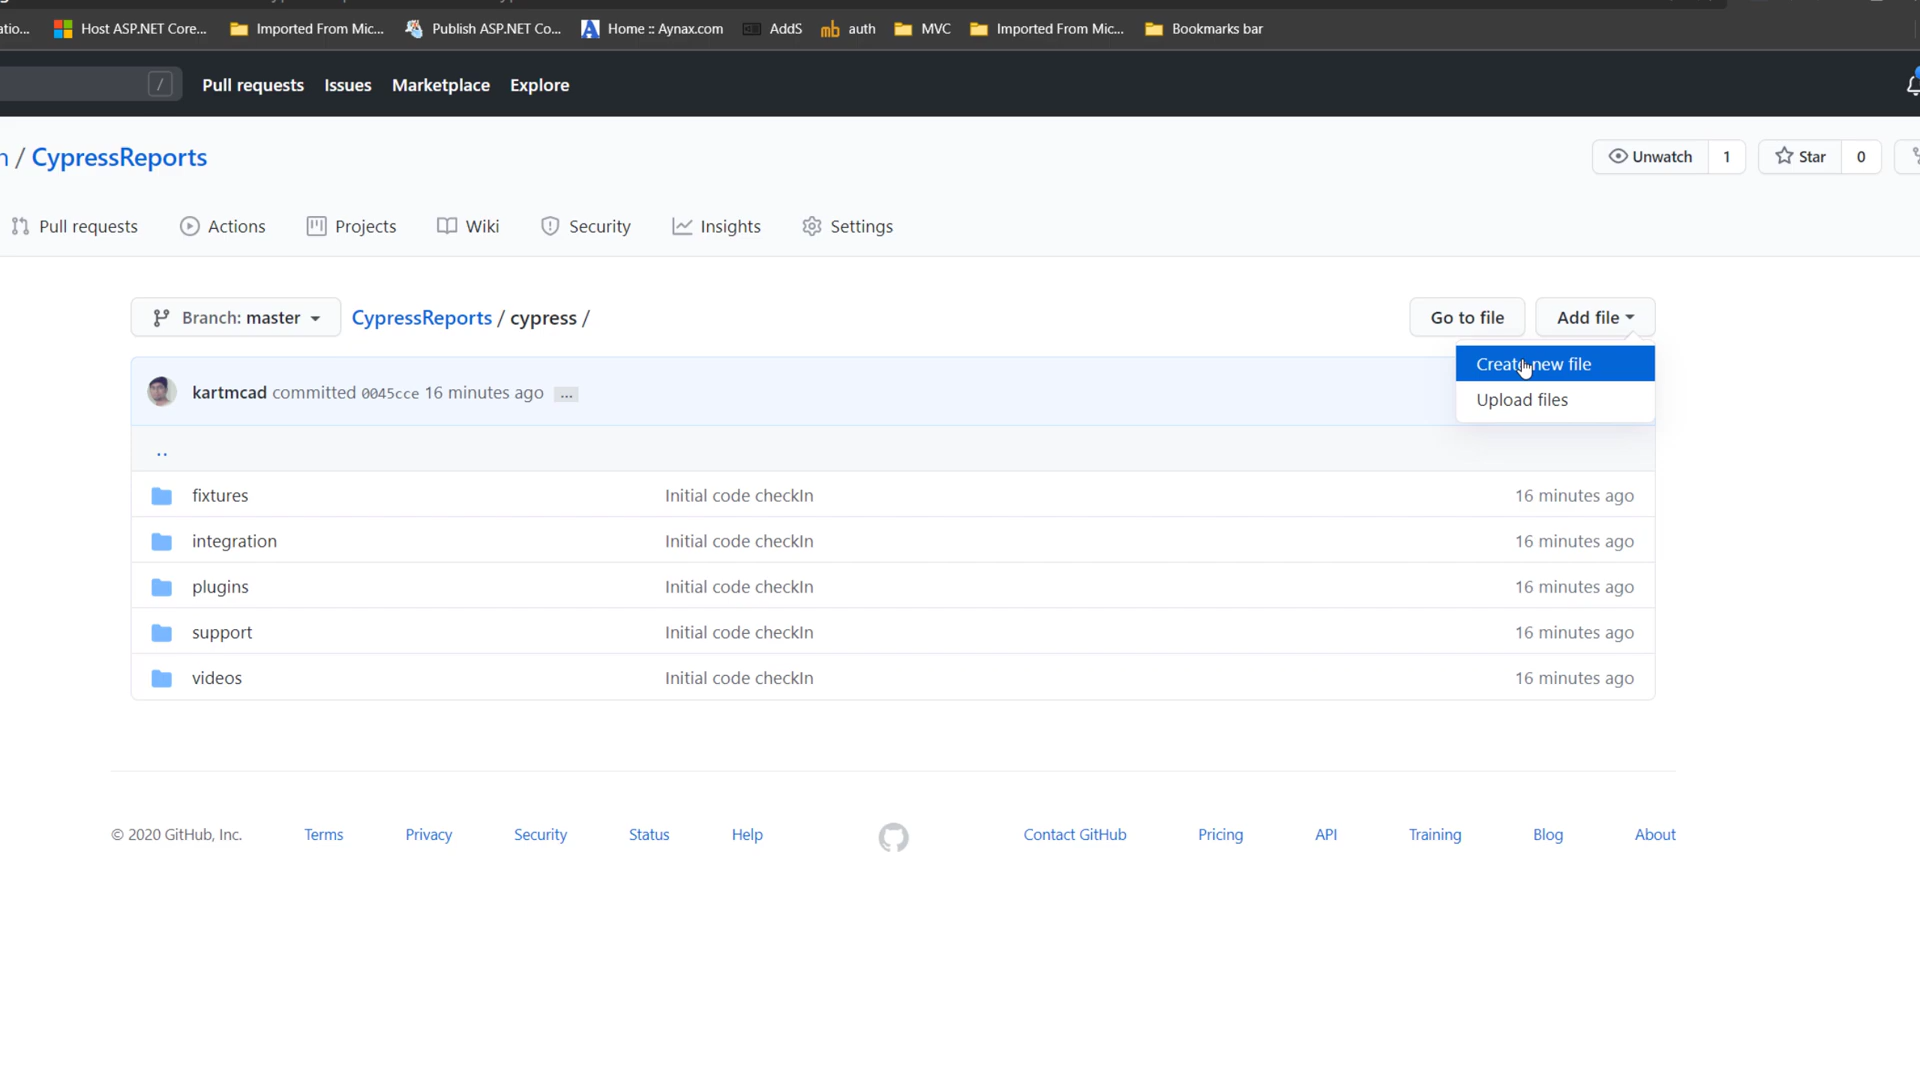 atio... Host ASP.NET Core... Imported From Mic... Publish ASP.NET Co... Home :: Aynax.com AddS auth MVC Imported From Mic... Bookmarks bar
/ Pull requests Issues Marketplace Explore
/ CypressReports Unwatch 1 Star 0
Pull requests Actions Projects Wiki Security Insights Settings
Branch: master CypressReports / cypress / Go to file Add file
Create new file
Upload files
kartmcad committed 0045cce 16 minutes ago ...
..
fixtures Initial code checkIn 16 minutes ago
integration Initial code checkIn 16 minutes ago
plugins Initial code checkIn 16 minutes ago
support Initial code checkIn 16 minutes ago
videos Initial code checkIn 16 minutes ago
© 2020 GitHub, Inc. Terms Privacy Security Status Help Contact GitHub Pricing API Training Blog About